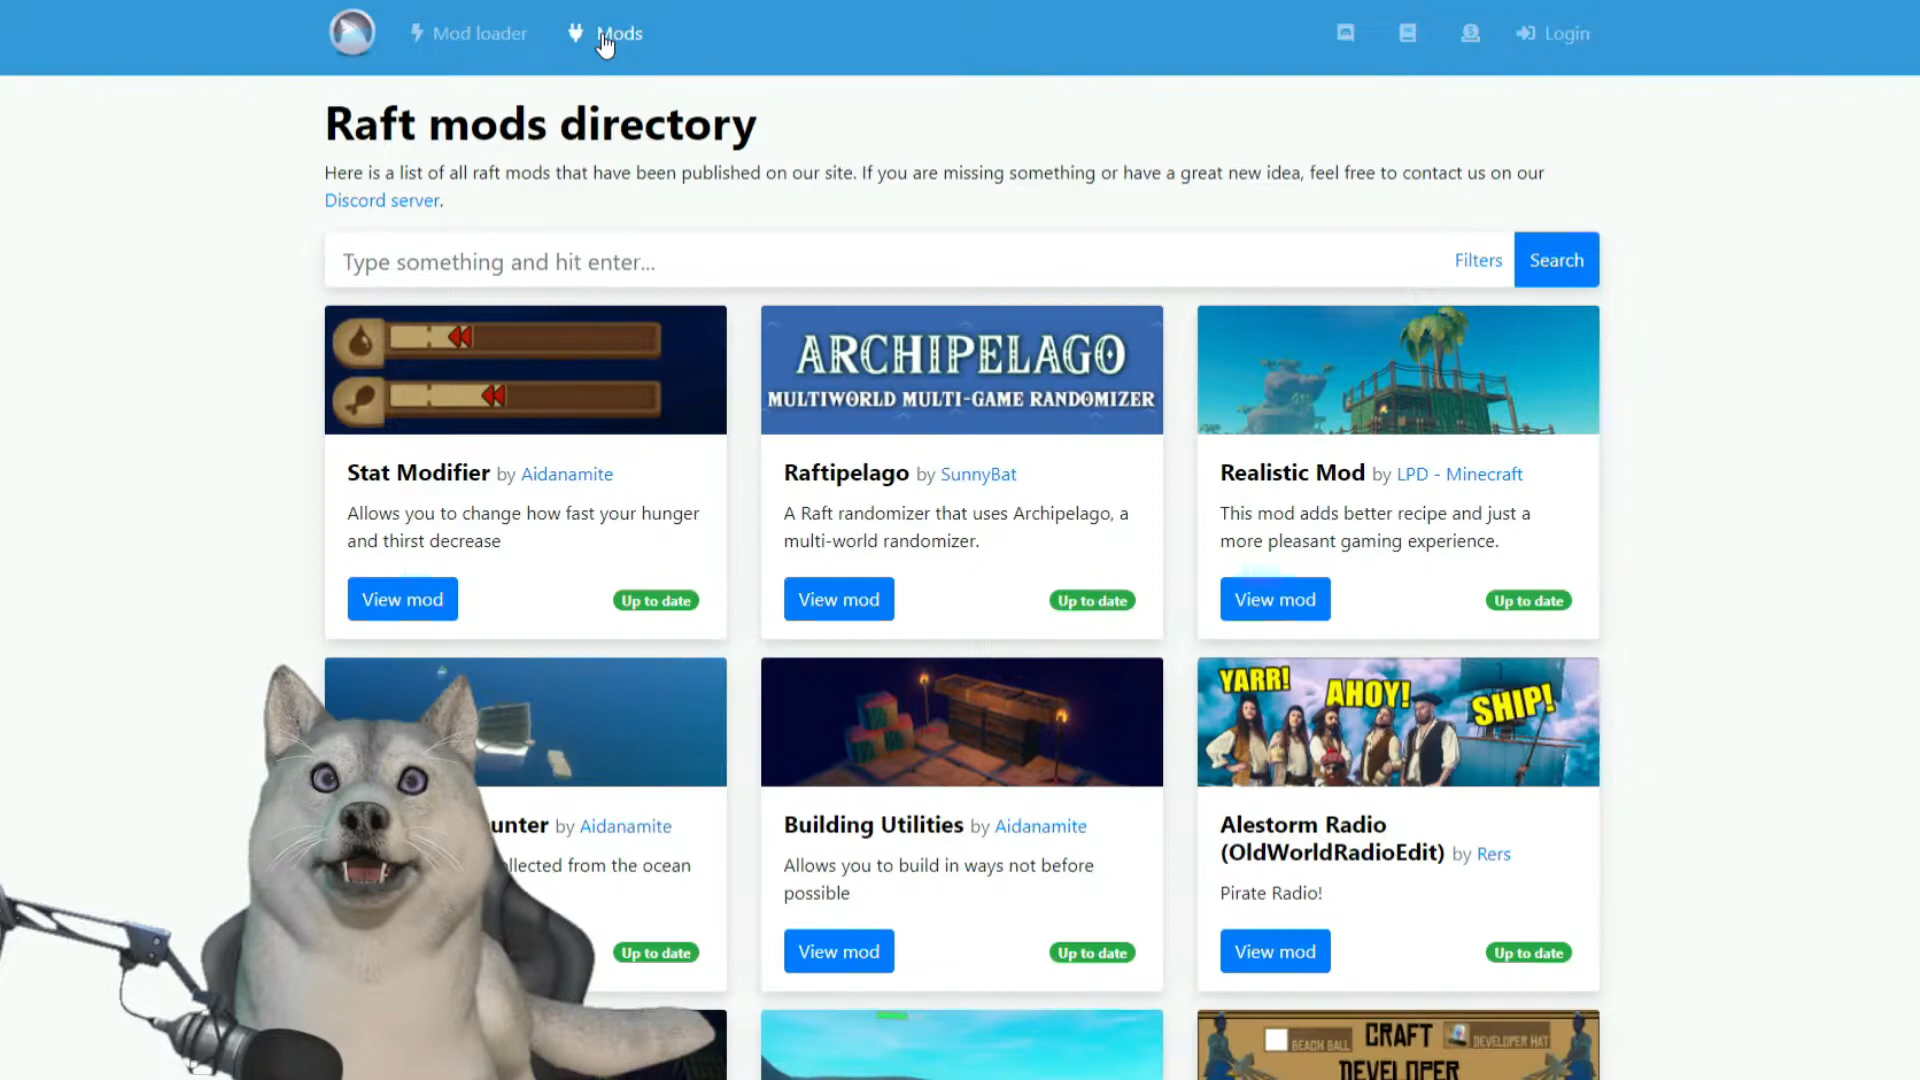 Mod loader
Mods
Login
Raft mods directory
Here is a list of all raft mods that have been published on our site. If you are missing something or have a great new idea, feel free to contact us on our
Discord server.
Type something and hit enter...
Filters
Search
ARCHIPELAGO
MULTIWORLD MULTI-GAME RANDOMIZER
Stat Modifier by Aidanamite
Allows you to change how fast your hunger
and thirst decrease
View mod
Up to date
Raftipelago by SunnyBat
A Raft randomizer that uses Archipelago, a
multi-world randomizer.
View mod
Up to date
Realistic Mod by LPD - Minecraft
This mod adds better recipe and just a
more pleasant gaming experience.
View mod
Up to date
YARR!
AHOY!
SHIP!
unter by Aidanamite
llected from the ocean
Up to date
Building Utilities by Aidanamite
Allows you to build in ways not before
possible
View mod
Up to date
Alestorm Radio
(OldWorldRadioEdit) by Rers
Pirate Radio!
View mod
Up to date
BEACH BALL
CRAFT
DEVELOPER HAT
DEVELOPER